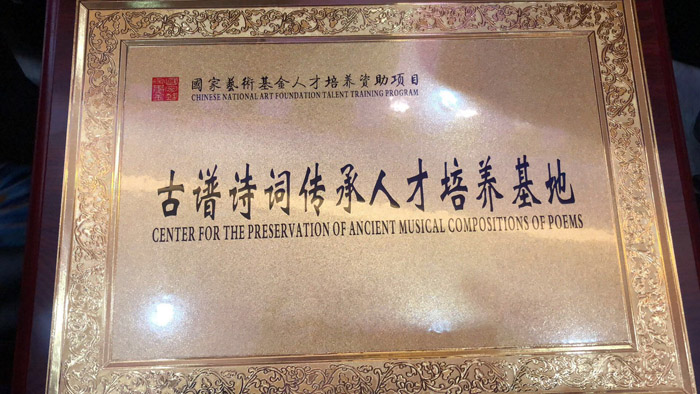 國家藝術基金人才培养資助项目
CHINESE NATIONAL ART FOUNDATION TALENT TRAINING PROGRAM
古谱诗词传承人才培养基地
CENTER FOR THE PRESERVATION OF ANCIENT MUSICAL COMPOSITIONS OF POEMS